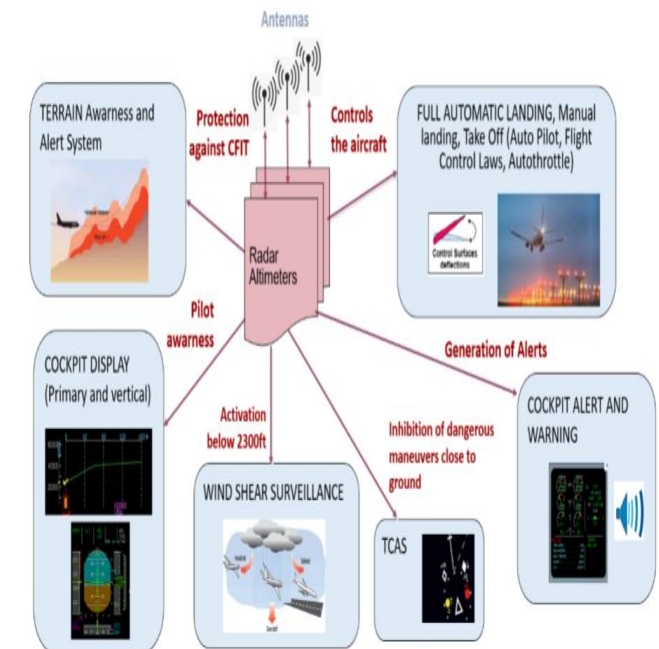 Antennas
TERRAIN Awarness and
Alert System
Protection
against CFIT
Controls
the aircraft
FULL AUTOMATIC LANDING, Manual
landing, Take Off (Auto Pilot, Flight
Control Laws, Autothrottle)
Control Surfaces
deflections
Radar
Altimeters
Pilot
awarness
COCKPIT DISPLAY
(Primary and vertical)
Activation
below 2300ft
WIND SHEAR SURVEILLANCE
Inhibition of dangerous
maneuvers close to
ground
TCAS
Generation of Alerts
COCKPIT ALERT AND
WARNING